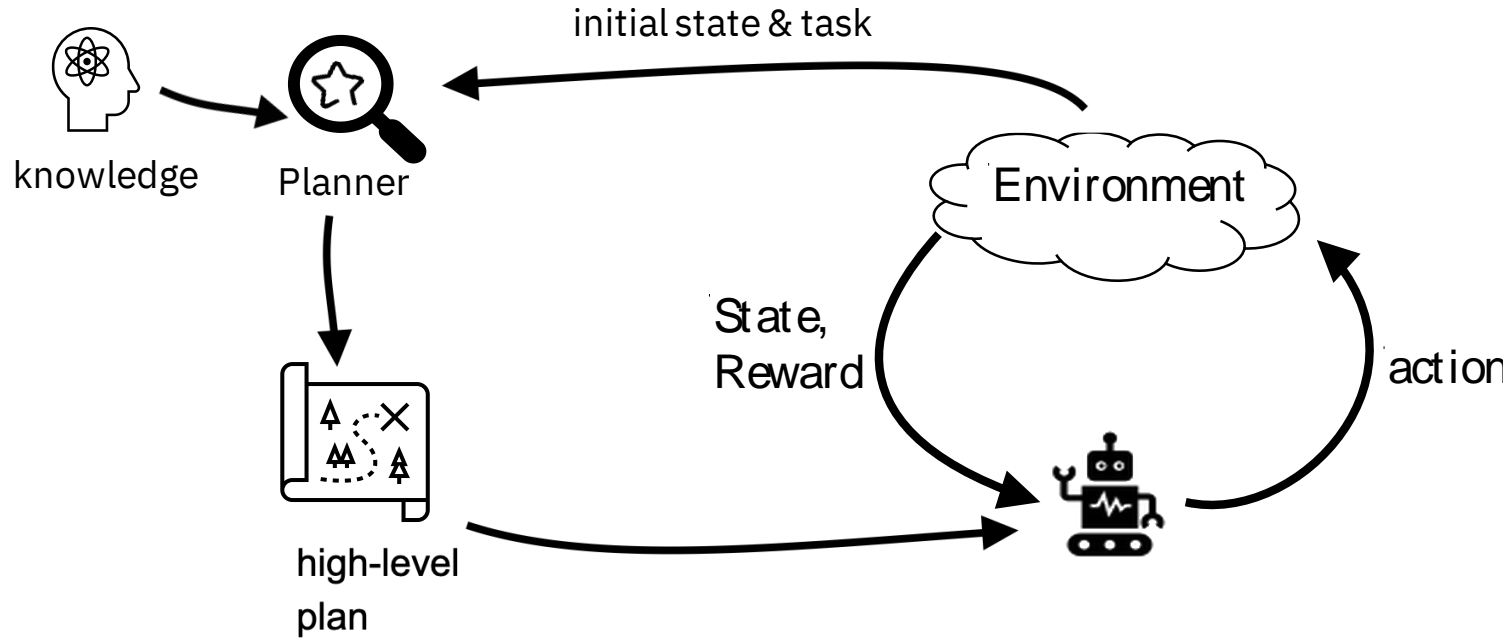 initial state & task
knowledge
Planner
Environment
State,
Reward
action
high-level
plan